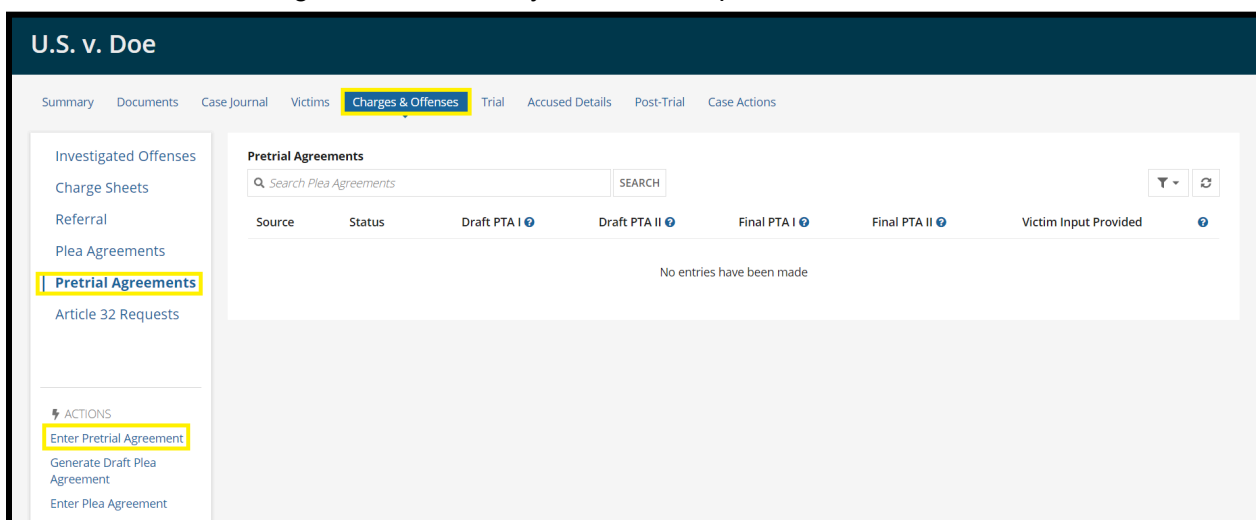 U.S. v. Doe
Summary Documents Case Journal Victims Charges & Offenses Trial Accused Details Post-Trial Case Actions
Investigated Offenses
Charge Sheets
Referral
Plea Agreements
Pretrial Agreements
Article 32 Requests
ACTIONS
Enter Pretrial Agreement
Generate Draft Plea
Agreement
Enter Plea Agreement
Pretrial Agreements
Search Plea Agreements SEARCH
Source Status Draft PTA I Draft PTA II Final PTA I Final PTA II Victim Input Provided
No entries have been made